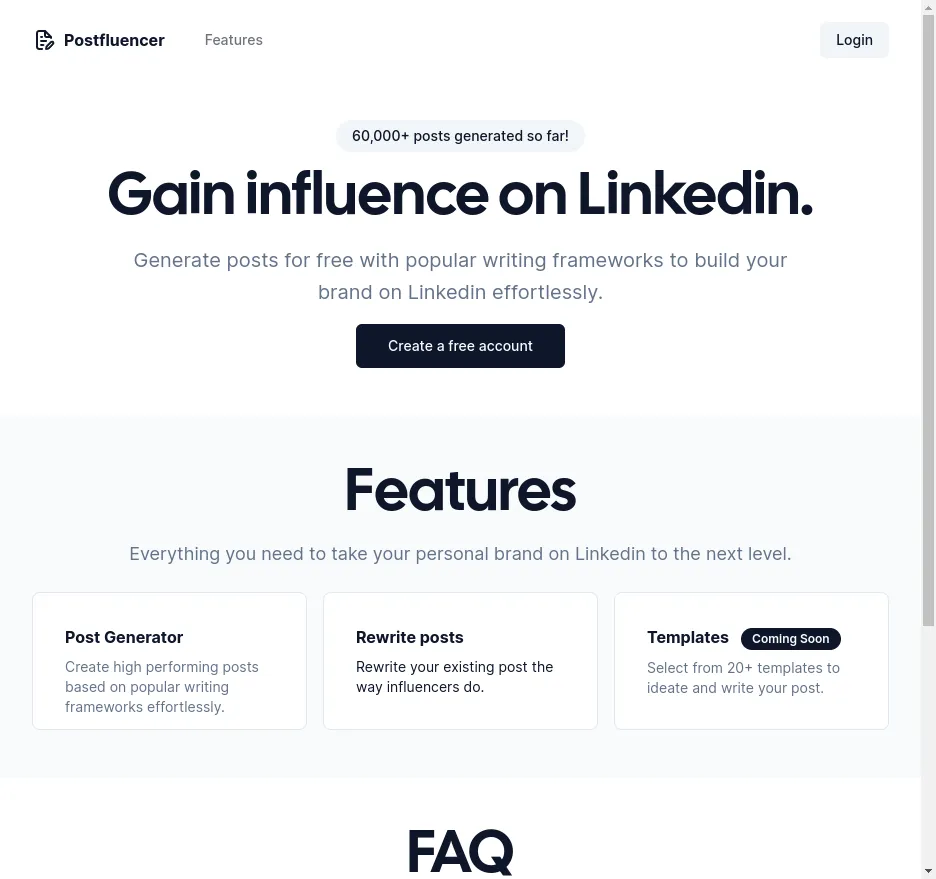 Postfluencer
Features
Login
60,000+ posts generated so far!
Gain influence on Linkedin.
Generate posts for free with popular writing frameworks to build your
brand on Linkedin effortlessly.
Create a free account
Features
Everything you need to take your personal brand on Linkedin to the next level.
Post Generator
Create high performing posts
based on popular writing
frameworks effortlessly.
Rewrite posts
Rewrite your existing post the
way influencers do.
Templates
Coming Soon
Select from 20+ templates to
ideate and write your post.
FAQ